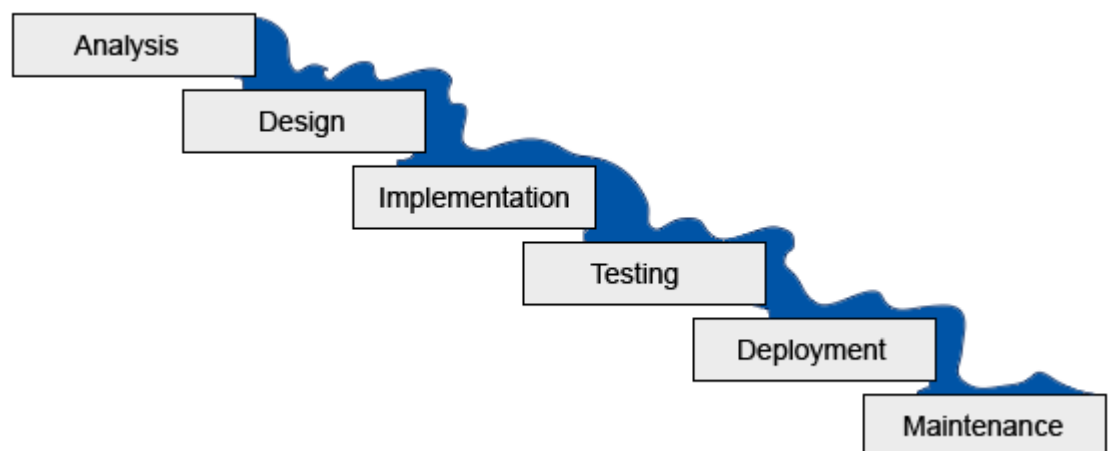 Analysis
Design
Implementation
Testing
Deployment
Maintenance